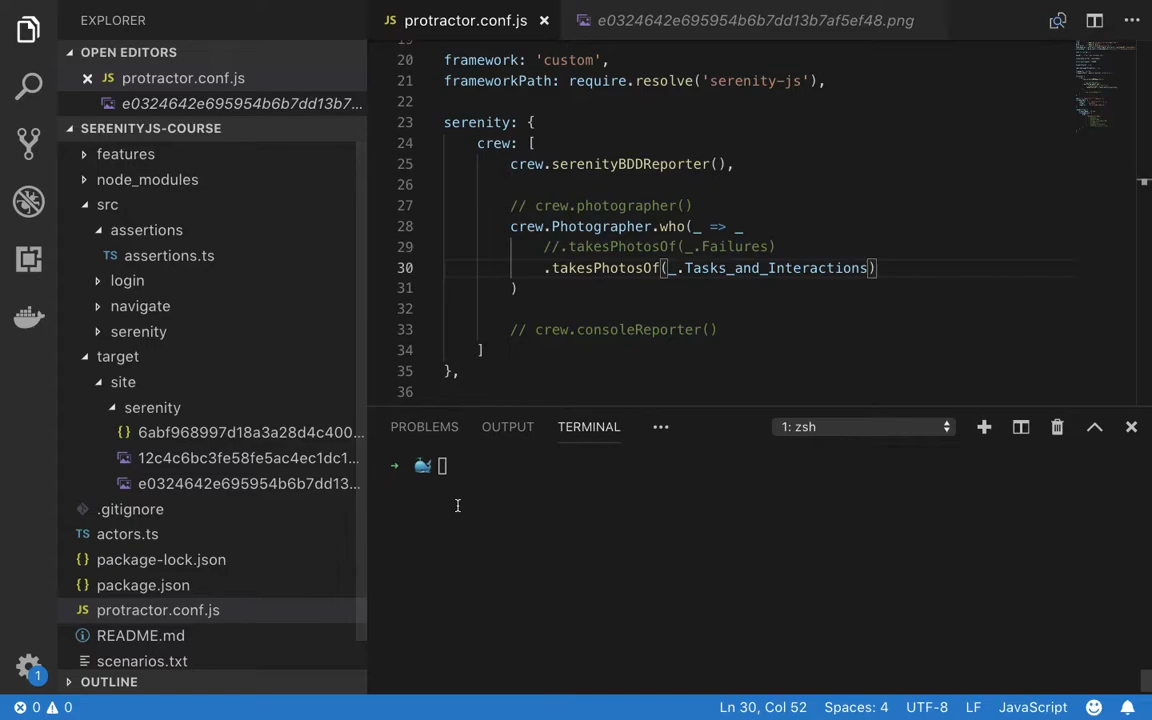 EXPLORER
OPEN EDITORS
protractor.conf.js
e0324642e695954b6b7dd13b7...
SERENITYJS-COURSE
features
node_modules
src
assertions
TS assertions.ts
login
navigate
serenity
target
site
serenity
{} 6abf968997d18a3a28d4c400...
12c4c6bc3fe58fe5ac4ec1dc1...
e0324642e695954b6b7dd13...
.gitignore
TS actors.ts
{} package-lock.json
{} package.json
JS protractor.conf.js
README.md
scenarios.txt
OUTLINE
JS protractor.conf.js
e0324642e695954b6b7dd13b7af5ef48.png
20 framework: 'custom',
21 frameworkPath: require.resolve('serenity-js'),
22
23 serenity: {
24 crew: [
25 crew.serenityBDDReporter(),
26
27 // crew.photographer()
28 crew.Photographer.who(_ => _
29 //.takesPhotosOf(_.Failures)
30 .takesPhotosOf(_.Tasks_and_Interactions)
31 )
32
33 // crew.consoleReporter()
34 ]
35 },
36
PROBLEMS OUTPUT TERMINAL ... 1: zsh
1
0 0 Ln 30, Col 52 Spaces: 4 UTF-8 LF JavaScript